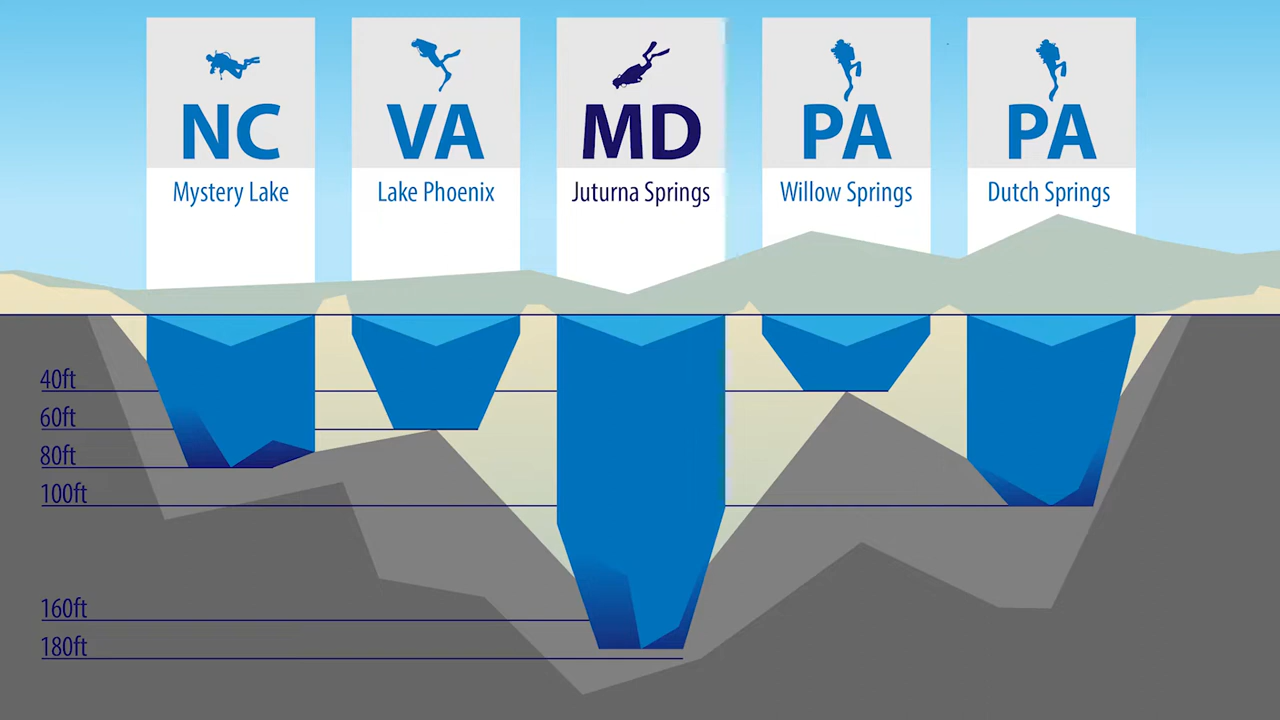 NC
Mystery Lake
VA
Lake Phoenix
MD
Juturna Springs
PA
Willow Springs
PA
Dutch Springs
40ft
60ft
80ft
100ft
160ft
180ft